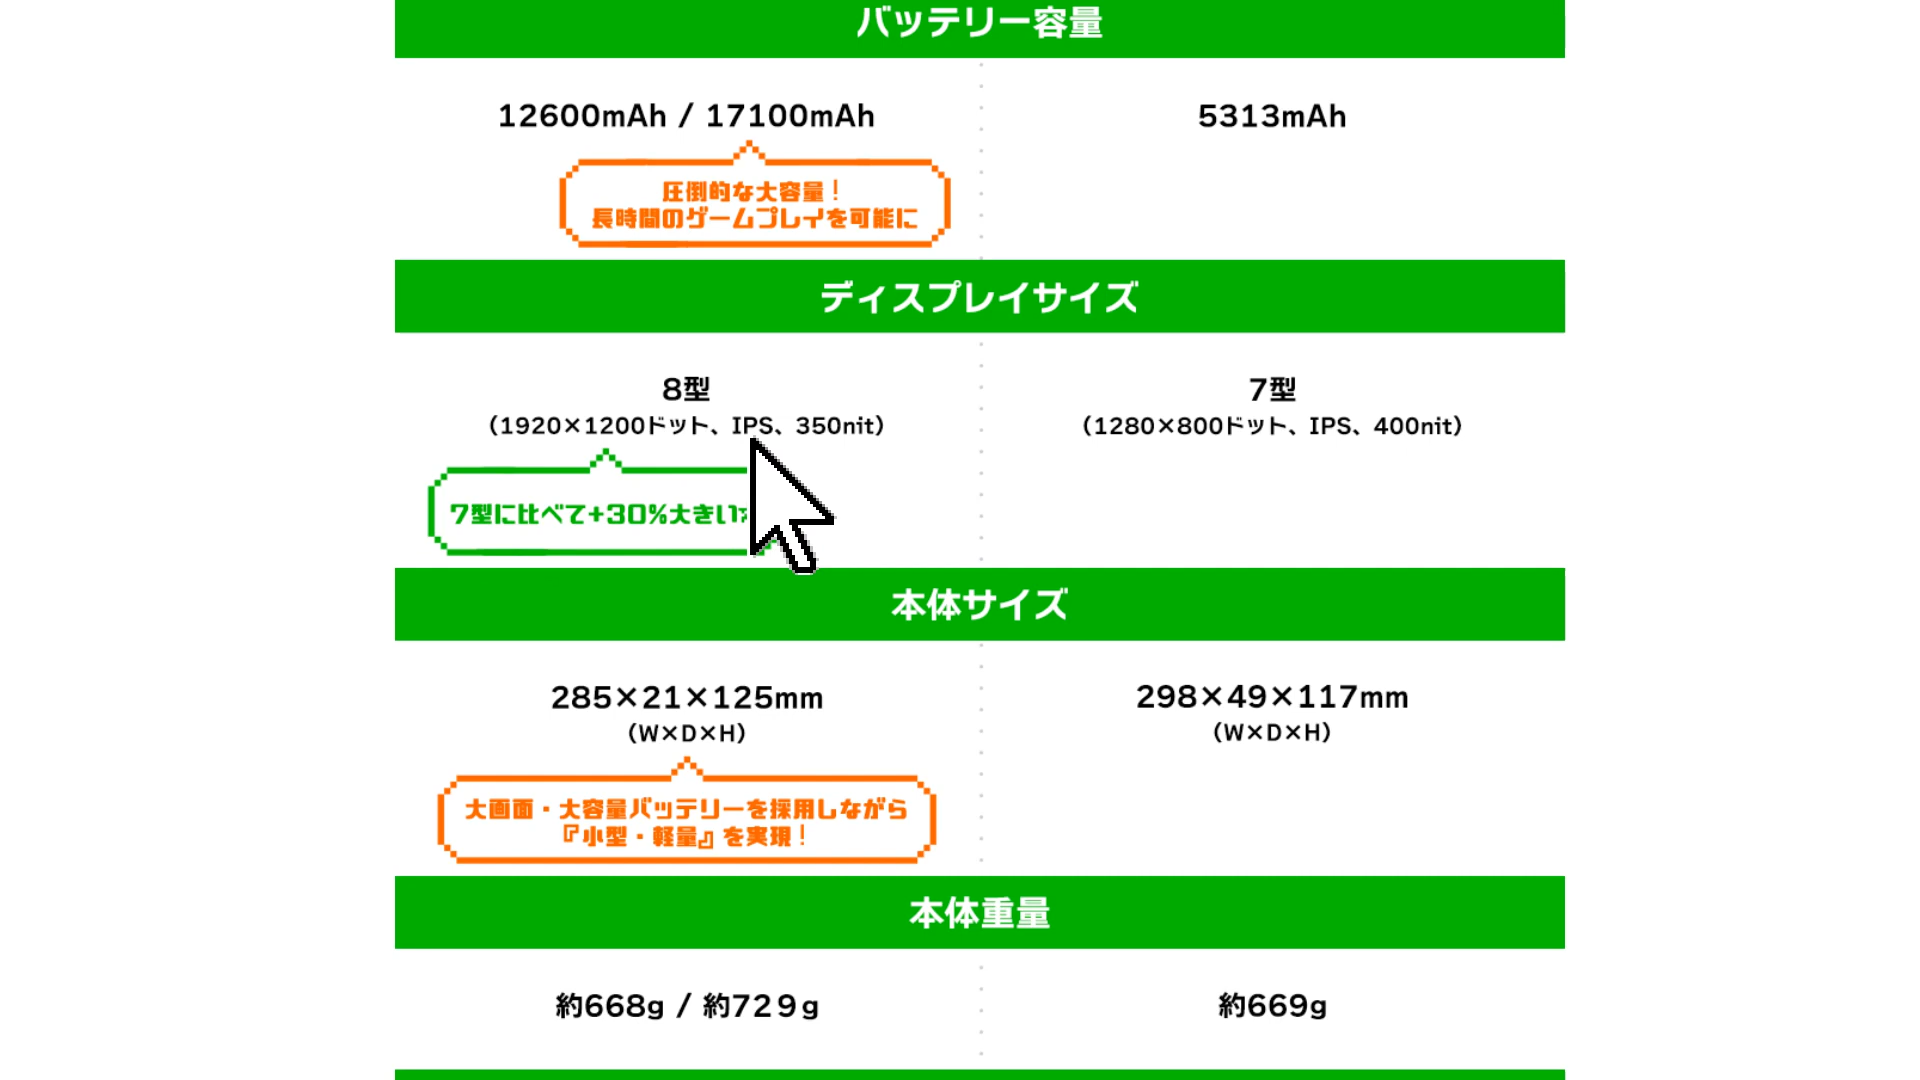 バッテリー容量
12600mAh / 17100mAh
5313mAh
圧倒的な大容量！
長時間のゲームプレイを可能に
ディスプレイサイズ
8型
7型
（1920×1200ドット、IPS、350nit）
（1280×800ドット、IPS、400nit）
7型に比べて+30%大きい
本体サイズ
285×21×125mm
298×49×117mm
（W×D×H）
（W×D×H）
大画面・大容量バッテリーを採用しながら
『小型・軽量』を実現！
本体重量
約668g / 約729g
約669g